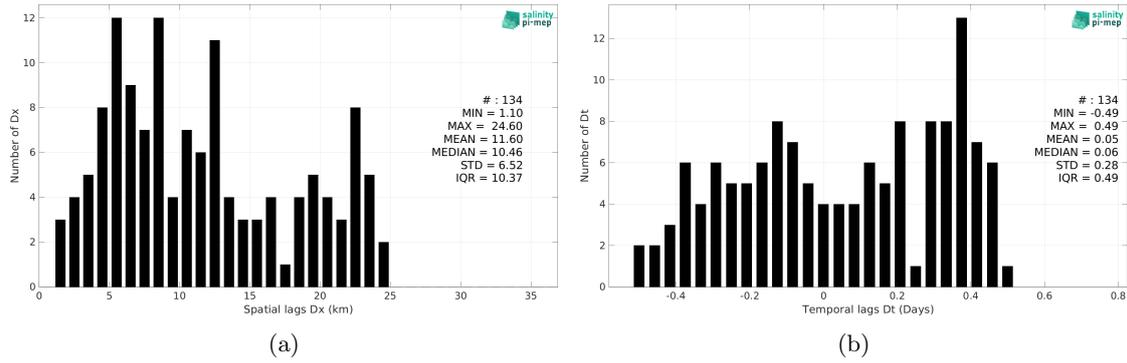 12
10
8
6
4
2
0
Number of Dx
salinity
pi-mep
# : 134
MIN = 1.10
MAX = 24.60
MEAN = 11.60
MEDIAN = 10.46
STD = 6.52
IQR = 10.37
0 5 10 15 20 25 30 35
Spatial lags Dx (km)
(a)
12
10
8
6
4
2
0
Number of Dt
salinity
pi-mep
# : 134
MIN = -0.49
MAX = 0.49
MEAN = 0.05
MEDIAN = 0.06
STD = 0.28
IQR = 0.49
-0.4 -0.2 0 0.2 0.4 0.6 0.8
Temporal lags Dt (Days)
(b)